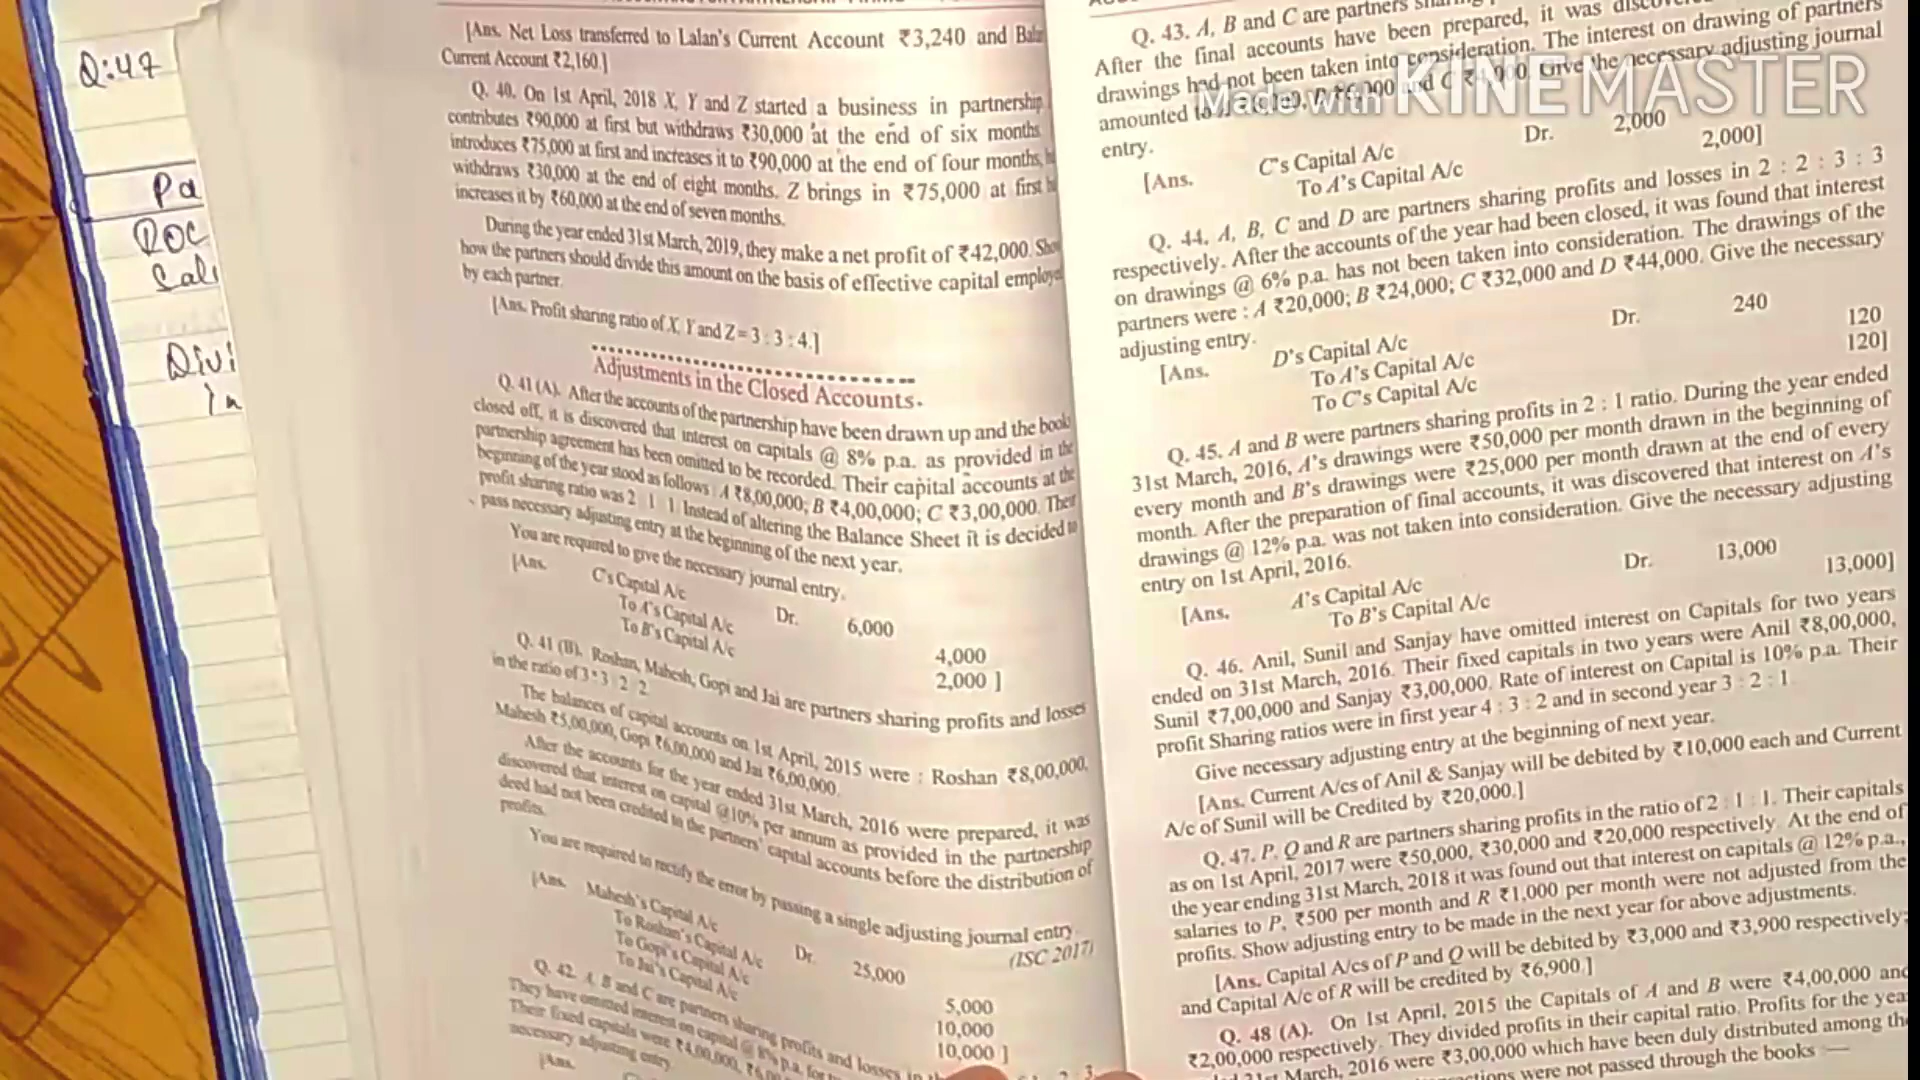 Q:47
Pa
IOC
Sal
Divi
in
[Ans. Net Loss transferred to Lalan's Current Account ₹3,240 and
Current Account ₹2,160.]
Q. 40. On 1st April, 2018 X, Y and Z started a business in partnership
contributes ₹90,000 at first but withdraws ₹30,000 at the end of six months
introduces ₹75,000 at first and increases it to ₹90,000 at the end of four months,
withdraws ₹30,000 at the end of eight months. Z brings in ₹75,000 at first
increases it by ₹60,000 at the end of seven months.
During the year ended 31st March, 2019, they make a net profit of ₹42,000.
how the partners should divide this amount on the basis of effective capital
by each partner.
[Ans. Profit sharing ratio of X, Y and Z = 3 : 3 : 4.]
Adjustments in the Closed Accounts
Q. 41 (A). After the accounts of the partnership have been drawn up and the
closed off, it is discovered that interest on capitals @ 8% p.a. as provided in the
partnership agreement has been omitted to be recorded. Their capital accounts at the
beginning of the year stood as follows : A ₹8,00,000; B ₹4,00,000; C ₹3,00,000. Their
profit sharing ratio was 2 : 1 : 1. Instead of altering the Balance Sheet it is decided to
pass necessary adjusting entry at the beginning of the next year.
You are required to give the necessary journal entry.
[Ans. C's Capital A/c Dr. 6,000
To A's Capital A/c 4,000
To B's Capital A/c 2,000 ]
Q. 41 (B). Roshan, Mahesh, Gopi and Jai are partners sharing profits and losses
in the ratio of 3 : 3 : 2 : 2.
The balances of capital accounts on 1st April, 2015 were : Roshan ₹8,00,000,
Mahesh ₹5,00,000, Gopi ₹6,00,000 and Jai ₹6,00,000.
After the accounts for the year ended 31st March, 2016 were prepared, it was
discovered that interest on capital @10% per annum as provided in the partnership
deed had not been credited to the partners' capital accounts before the distribution of
profits.
You are required to rectify the error by passing a single adjusting journal entry.
(ISC 2017)
[Ans. Mahesh's Capital A/c Dr. 25,000
To Roshan's Capital A/c 5,000
To Gopi's Capital A/c 10,000
To Jai's Capital A/c 10,000 ]
Q. 42. A, B and C are partners sharing profits and losses in
They have omitted interest on capital @ 8% p.a. for
Their fixed capitals were ₹4,00,000,
necessary adjusting entry.
[Ans.
Q. 43. A, B and C are partners
After the final accounts have been prepared, it was
drawings had not been taken into consideration. The interest on drawing of partners
amounted to and C Give the necessary adjusting journal
entry.
[Ans. C's Capital A/c Dr. 2,000
To A's Capital A/c 2,000]
Q. 44. A, B, C and D are partners sharing profits and losses in 2 : 2 : 3 : 3
respectively. After the accounts of the year had been closed, it was found that interest
on drawings @ 6% p.a. has not been taken into consideration. The drawings of the
partners were : A ₹20,000; B ₹24,000; C ₹32,000 and D ₹44,000. Give the necessary
adjusting entry.
[Ans. D's Capital A/c Dr. 240
To A's Capital A/c 120
To C's Capital A/c 120]
Q. 45. A and B were partners sharing profits in 2 : 1 ratio. During the year ended
31st March, 2016, A's drawings were ₹50,000 per month drawn in the beginning of
every month and B's drawings were ₹25,000 per month drawn at the end of every
month. After the preparation of final accounts, it was discovered that interest on A's
drawings @ 12% p.a. was not taken into consideration. Give the necessary adjusting
entry on 1st April, 2016.
[Ans. A's Capital A/c Dr. 13,000
To B's Capital A/c 13,000]
Q. 46. Anil, Sunil and Sanjay have omitted interest on Capitals for two years
ended on 31st March, 2016. Their fixed capitals in two years were Anil ₹8,00,000,
Sunil ₹7,00,000 and Sanjay ₹3,00,000. Rate of interest on Capital is 10% p.a. Their
profit Sharing ratios were in first year 4 : 3 : 2 and in second year 3 : 2 : 1.
Give necessary adjusting entry at the beginning of next year.
[Ans. Current A/cs of Anil & Sanjay will be debited by ₹10,000 each and Current
A/c of Sunil will be Credited by ₹20,000.]
Q. 47. P, Q and R are partners sharing profits in the ratio of 2 : 1 : 1. Their capitals
as on 1st April, 2017 were ₹50,000, ₹30,000 and ₹20,000 respectively. At the end of
the year ending 31st March, 2018 it was found out that interest on capitals @ 12% p.a.,
salaries to P, ₹500 per month and R ₹1,000 per month were not adjusted from the
profits. Show adjusting entry to be made in the next year for above adjustments.
[Ans. Capital A/cs of P and Q will be debited by ₹3,000 and ₹3,900 respectively
and Capital A/c of R will be credited by ₹6,900.]
Q. 48 (A). On 1st April, 2015 the Capitals of A and B were ₹4,00,000 and
₹2,00,000 respectively. They divided profits in their capital ratio. Profits for the year
31st March, 2016 were ₹3,00,000 which have been duly distributed among the
were not passed through the books —
Made with KINEMASTER